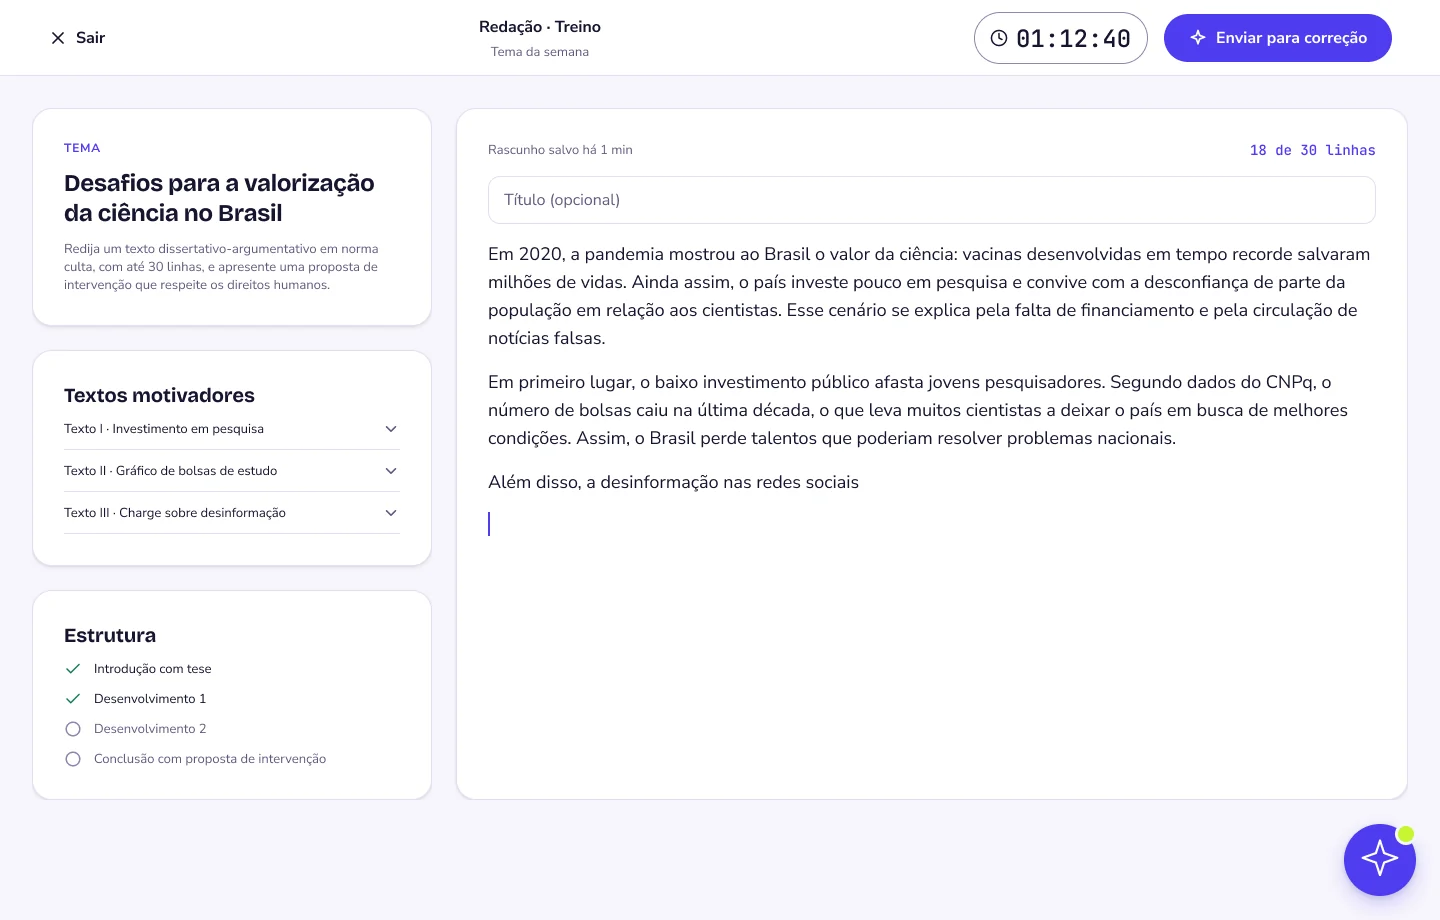 Sair
Redação · Treino
Tema da semana
01:12:40
Enviar para correção
TEMA
Desafios para a valorização
da ciência no Brasil
Redija um texto dissertativo-argumentativo em norma
culta, com até 30 linhas, e apresente uma proposta de
intervenção que respeite os direitos humanos.
Textos motivadores
Texto I · Investimento em pesquisa
Texto II · Gráfico de bolsas de estudo
Texto III · Charge sobre desinformação
Estrutura
Introdução com tese
Desenvolvimento 1
Desenvolvimento 2
Conclusão com proposta de intervenção
Rascunho salvo há 1 min
18 de 30 linhas
Título (opcional)
Em 2020, a pandemia mostrou ao Brasil o valor da ciência: vacinas desenvolvidas em tempo recorde salvaram
milhões de vidas. Ainda assim, o país investe pouco em pesquisa e convive com a desconfiança de parte da
população em relação aos cientistas. Esse cenário se explica pela falta de financiamento e pela circulação de
notícias falsas.
Em primeiro lugar, o baixo investimento público afasta jovens pesquisadores. Segundo dados do CNPq, o
número de bolsas caiu na última década, o que leva muitos cientistas a deixar o país em busca de melhores
condições. Assim, o Brasil perde talentos que poderiam resolver problemas nacionais.
Além disso, a desinformação nas redes sociais